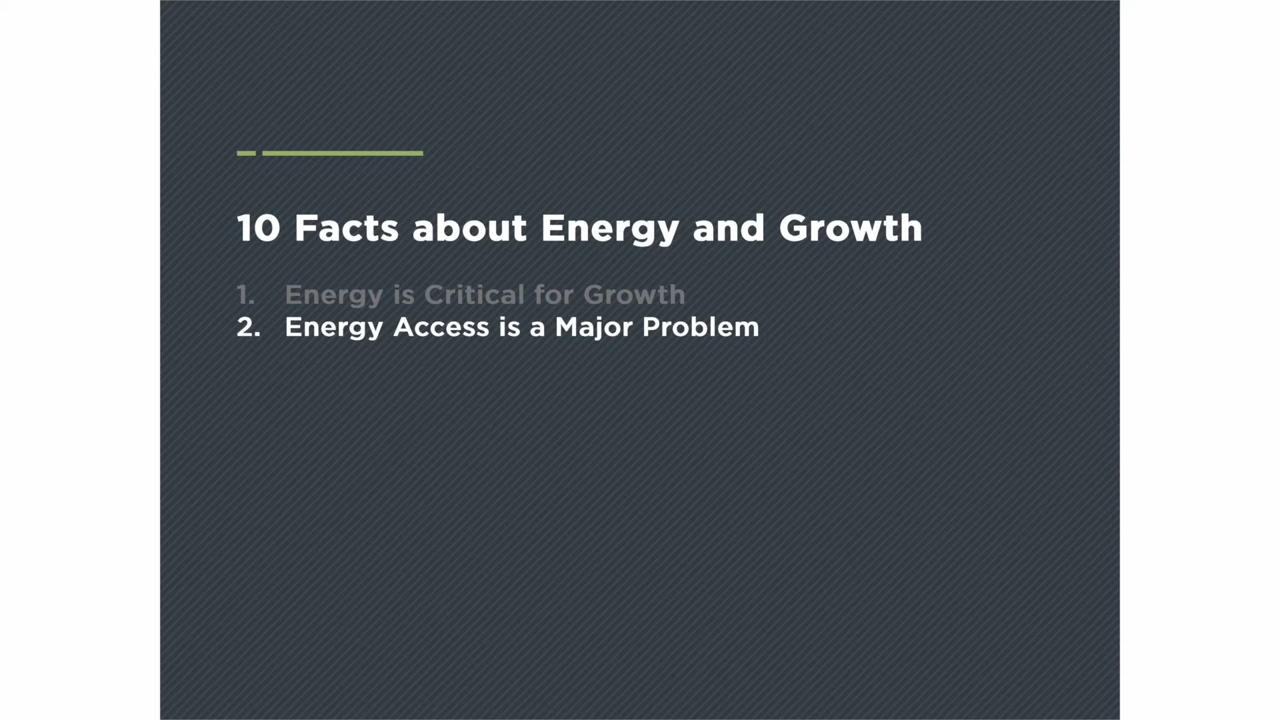 10 Facts about Energy and Growth
1. Energy is Critical for Growth
2. Energy Access is a Major Problem